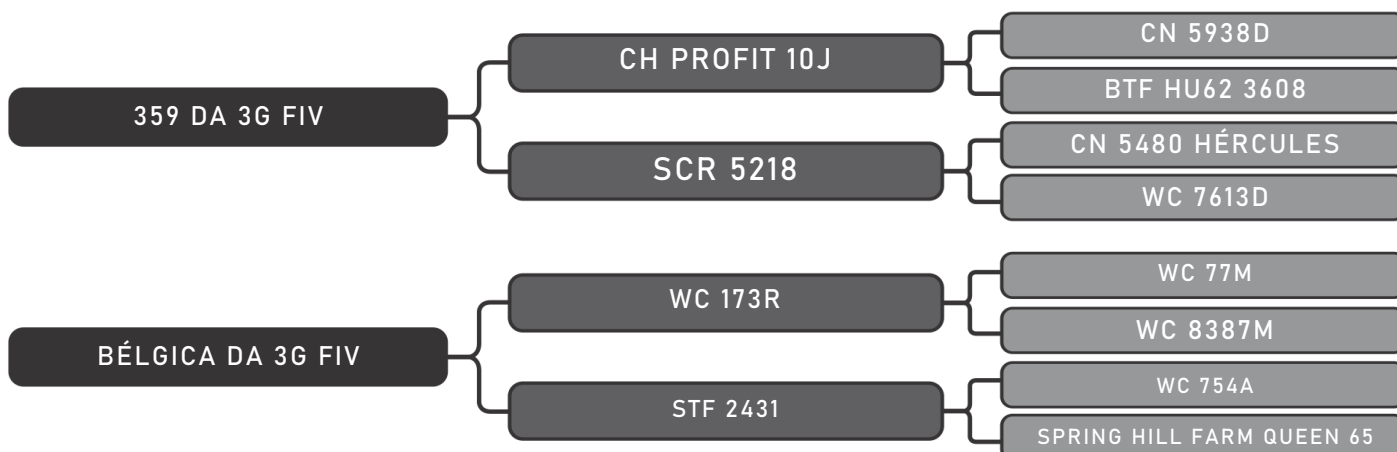 359 DA 3G FIV
CH PROFIT 10J
CN 5938D
BTF HU62 3608
SCR 5218
CN 5480 HÉRCULES
WC 7613D
BÉLGICA DA 3G FIV
WC 173R
WC 77M
WC 8387M
STF 2431
WC 754A
SPRING HILL FARM QUEEN 65